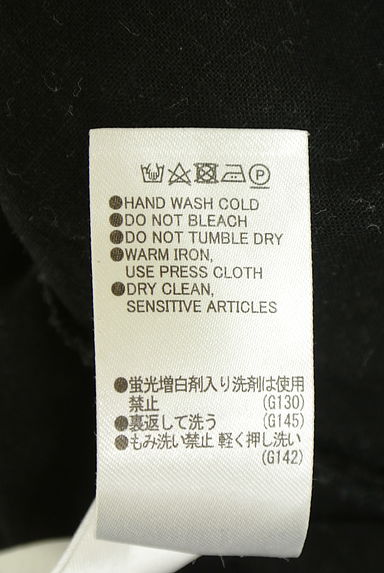 ●HAND WASH COLD
●DO NOT BLEACH
●DO NOT TUMBLE DRY
●WARM IRON,
USE PRESS CLOTH
●DRY CLEAN,
SENSITIVE ARTICLES
●蛍光増白剤入り洗剤は使用
禁止 (G130)
●裏返して洗う (G145)
●もみ洗い禁止 軽く押し洗い
(G142)